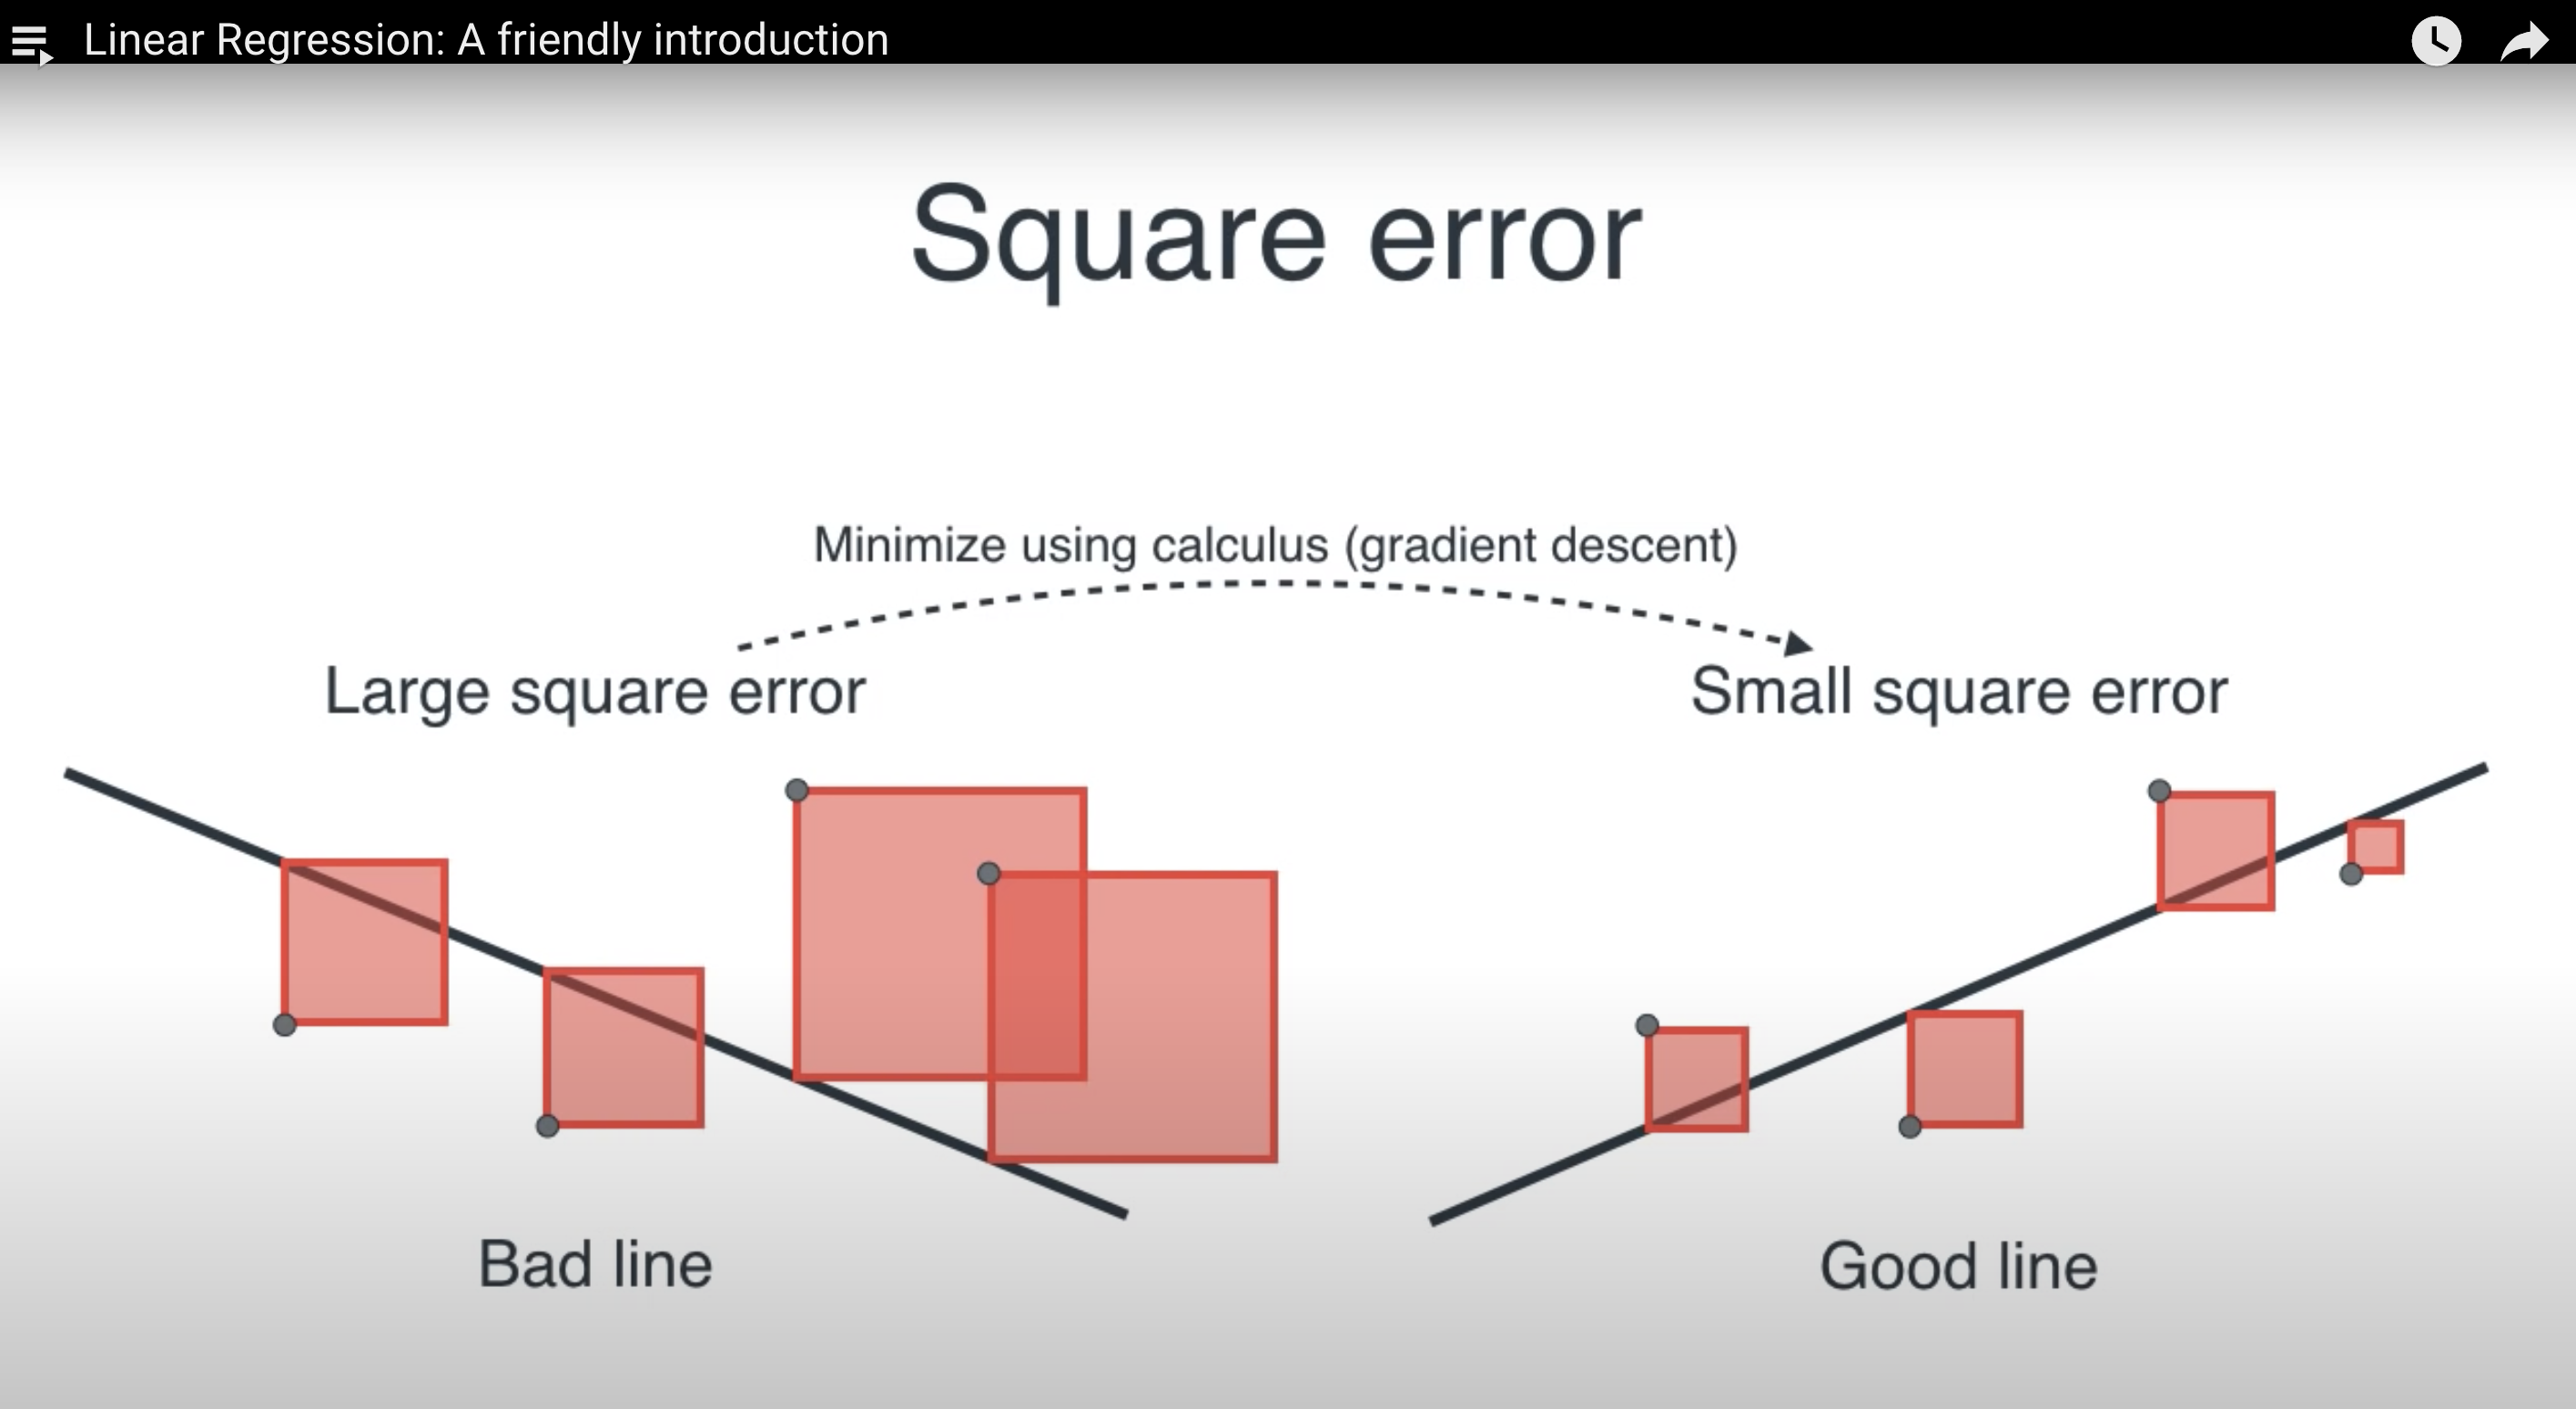 Linear Regression: A friendly introduction
Square error
Minimize using calculus (gradient descent)
Large square error
Small square error
Bad line
Good line